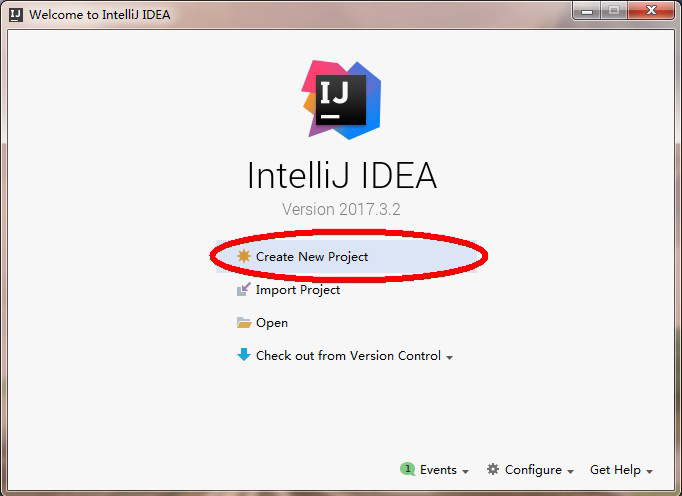 Welcome to IntelliJ IDEA
IJ
IntelliJ IDEA
Version 2017.3.2
Create New Project
Import Project
Open
Check out from Version Control
1 Events Configure Get Help